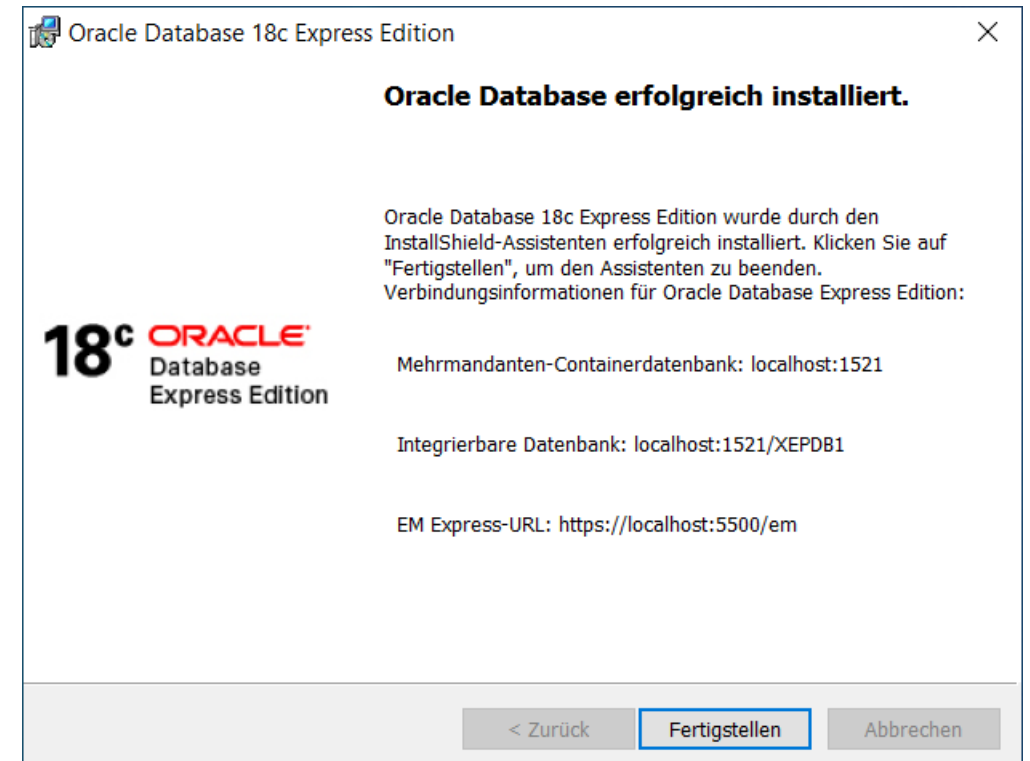 Oracle Database 18c Express Edition
Oracle Database erfolgreich installiert.
Oracle Database 18c Express Edition wurde durch den
InstallShield-Assistenten erfolgreich installiert. Klicken Sie auf
"Fertigstellen", um den Assistenten zu beenden.
Verbindungsinformationen für Oracle Database Express Edition:
18c ORACLE
Database
Express Edition
Mehrmandanten-Containerdatenbank: localhost:1521
Integrierbare Datenbank: localhost:1521/XEPDB1
EM Express-URL: https://localhost:5500/em
< Zurück
Fertigstellen
Abbrechen